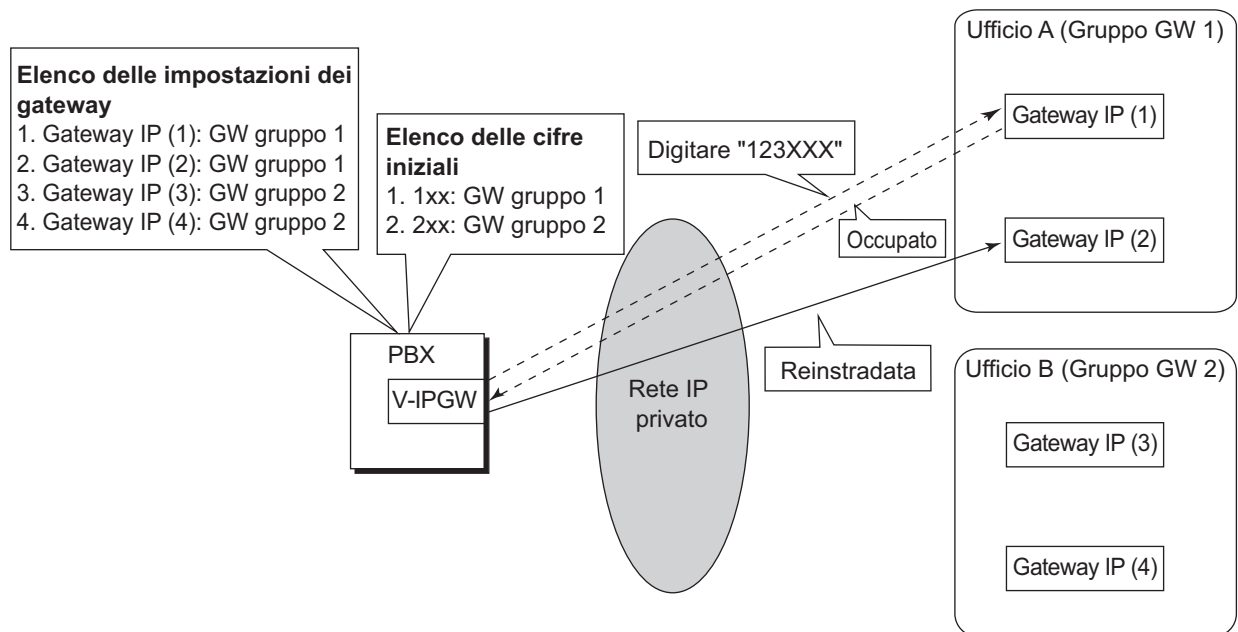 Elenco delle impostazioni dei
gateway
1. Gateway IP (1): GW gruppo 1
2. Gateway IP (2): GW gruppo 1
3. Gateway IP (3): GW gruppo 2
4. Gateway IP (4): GW gruppo 2
Elenco delle cifre
iniziali
1. 1xx: GW gruppo 1
2. 2xx: GW gruppo 2
PBX
V-IPGW
Rete IP
privato
Digitare "123XXX"
Occupato
Reinstradata
Ufficio A (Gruppo GW 1)
Gateway IP (1)
Gateway IP (2)
Ufficio B (Gruppo GW 2)
Gateway IP (3)
Gateway IP (4)